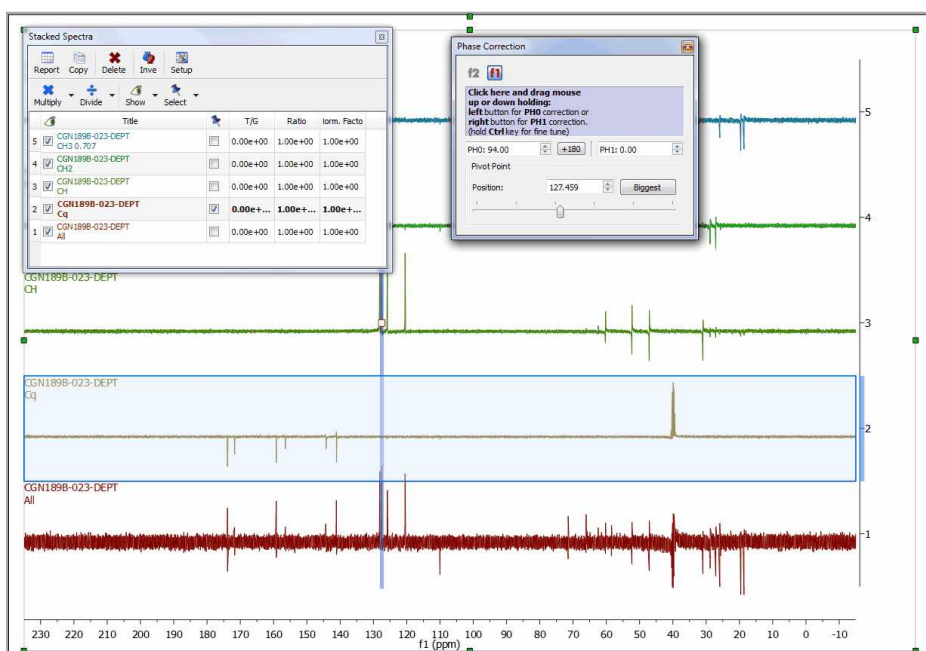 Stacked Spectra
Report Copy Delete Inve Setup
Multiply Divide Show Select
Title T/G Ratio lorm. Facto
5 CGN189B-023-DEPT
CH3 0.707 0.00e+00 1.00e+00 1.00e+00
4 CGN189B-023-DEPT
CH2 0.00e+00 1.00e+00 1.00e+00
3 CGN189B-023-DEPT
CH 0.00e+00 1.00e+00 1.00e+00
2 CGN189B-023-DEPT
Cq 0.00e+... 1.00e+... 1.00e+...
1 CGN189B-023-DEPT
All 0.00e+00 1.00e+00 1.00e+00
Phase Correction
f2 f1
Click here and drag mouse
up or down holding:
left button for PH0 correction or
right button for PH1 correction.
(hold Ctrl key for fine tune)
PH0: 94.00 +180 PH1: 0.00
Pivot Point
Position: 127.459 Biggest
5
4
CGN189B-023-DEPT
CH
3
CGN189B-023-DEPT
Cq
2
CGN189B-023-DEPT
All
1
230 220 210 200 190 180 170 160 150 140 130 120 110 100 90 80 70 60 50 40 30 20 10 0 -10
f1 (ppm)